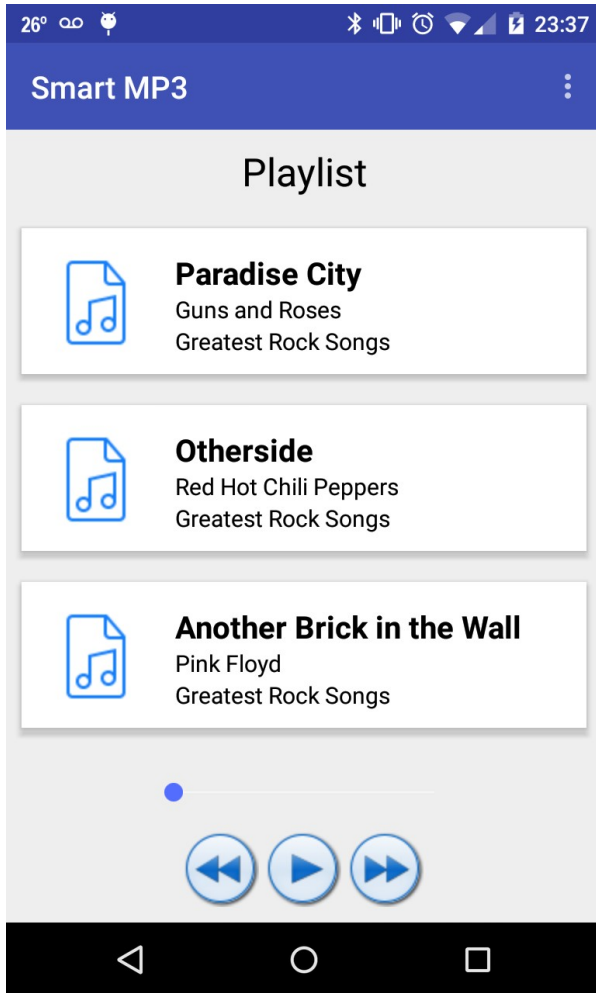 26° 23:37
Smart MP3
Playlist
Paradise City
Guns and Roses
Greatest Rock Songs
Otherside
Red Hot Chili Peppers
Greatest Rock Songs
Another Brick in the Wall
Pink Floyd
Greatest Rock Songs